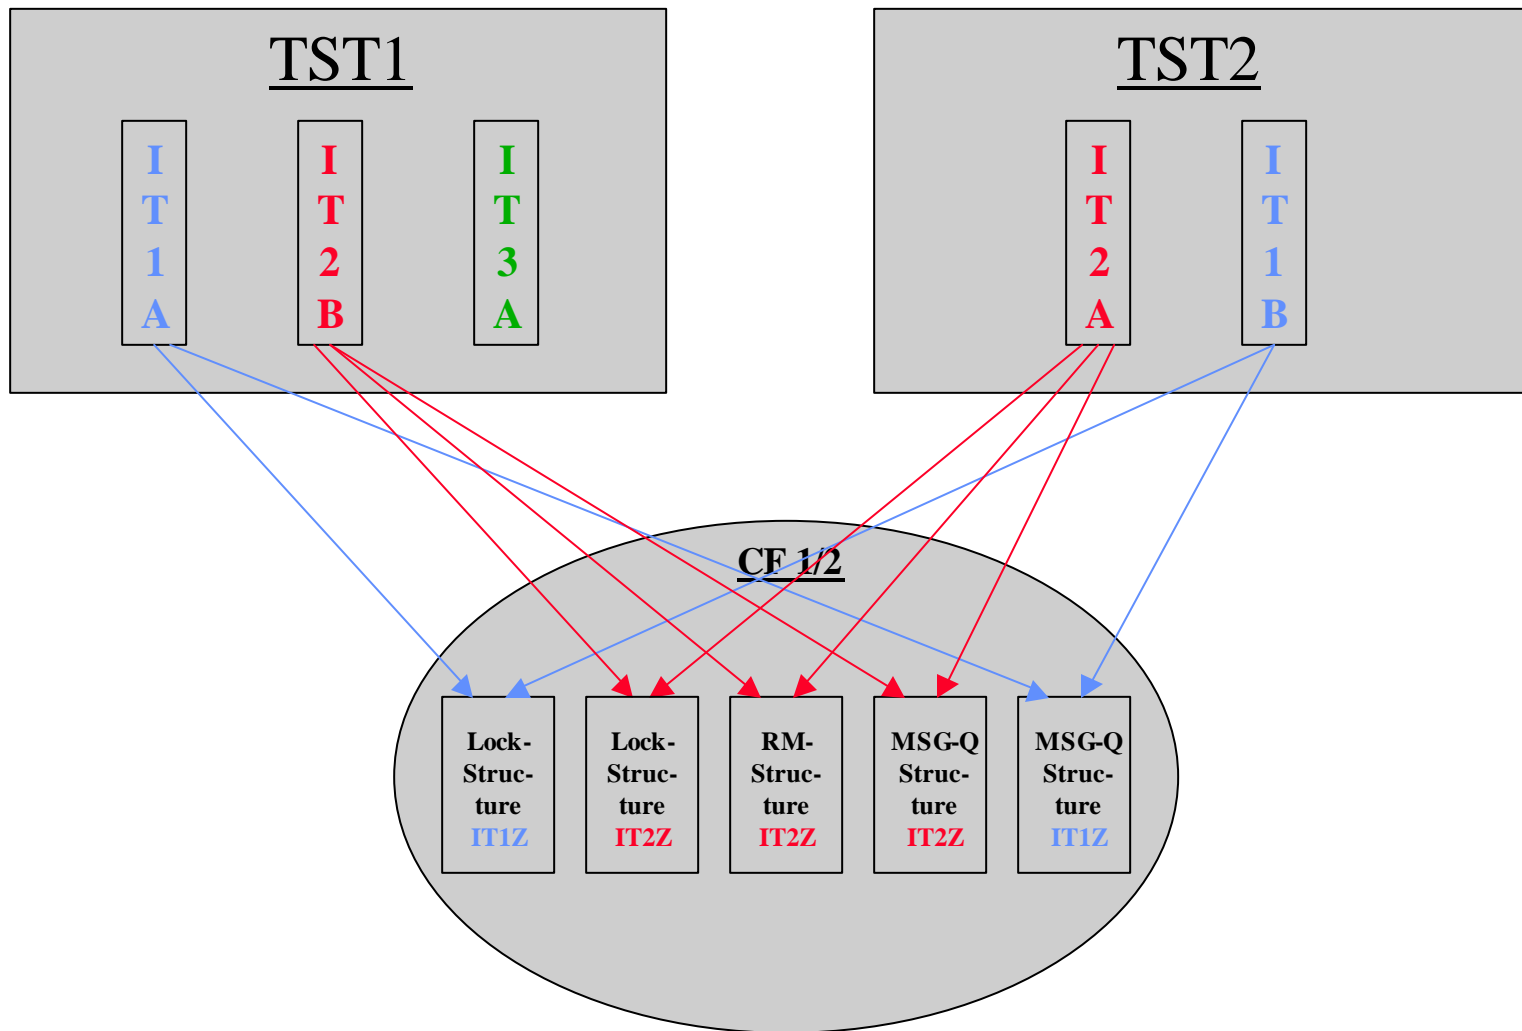 TST1
TST2
I
T
1
A
I
T
2
B
I
T
3
A
I
T
2
A
I
T
1
B
CF 1/2
Lock-
Struc-
ture
IT1Z
Lock-
Struc-
ture
IT2Z
RM-
Struc-
ture
IT2Z
MSG-Q
Struc-
ture
IT2Z
MSG-Q
Struc-
ture
IT1Z